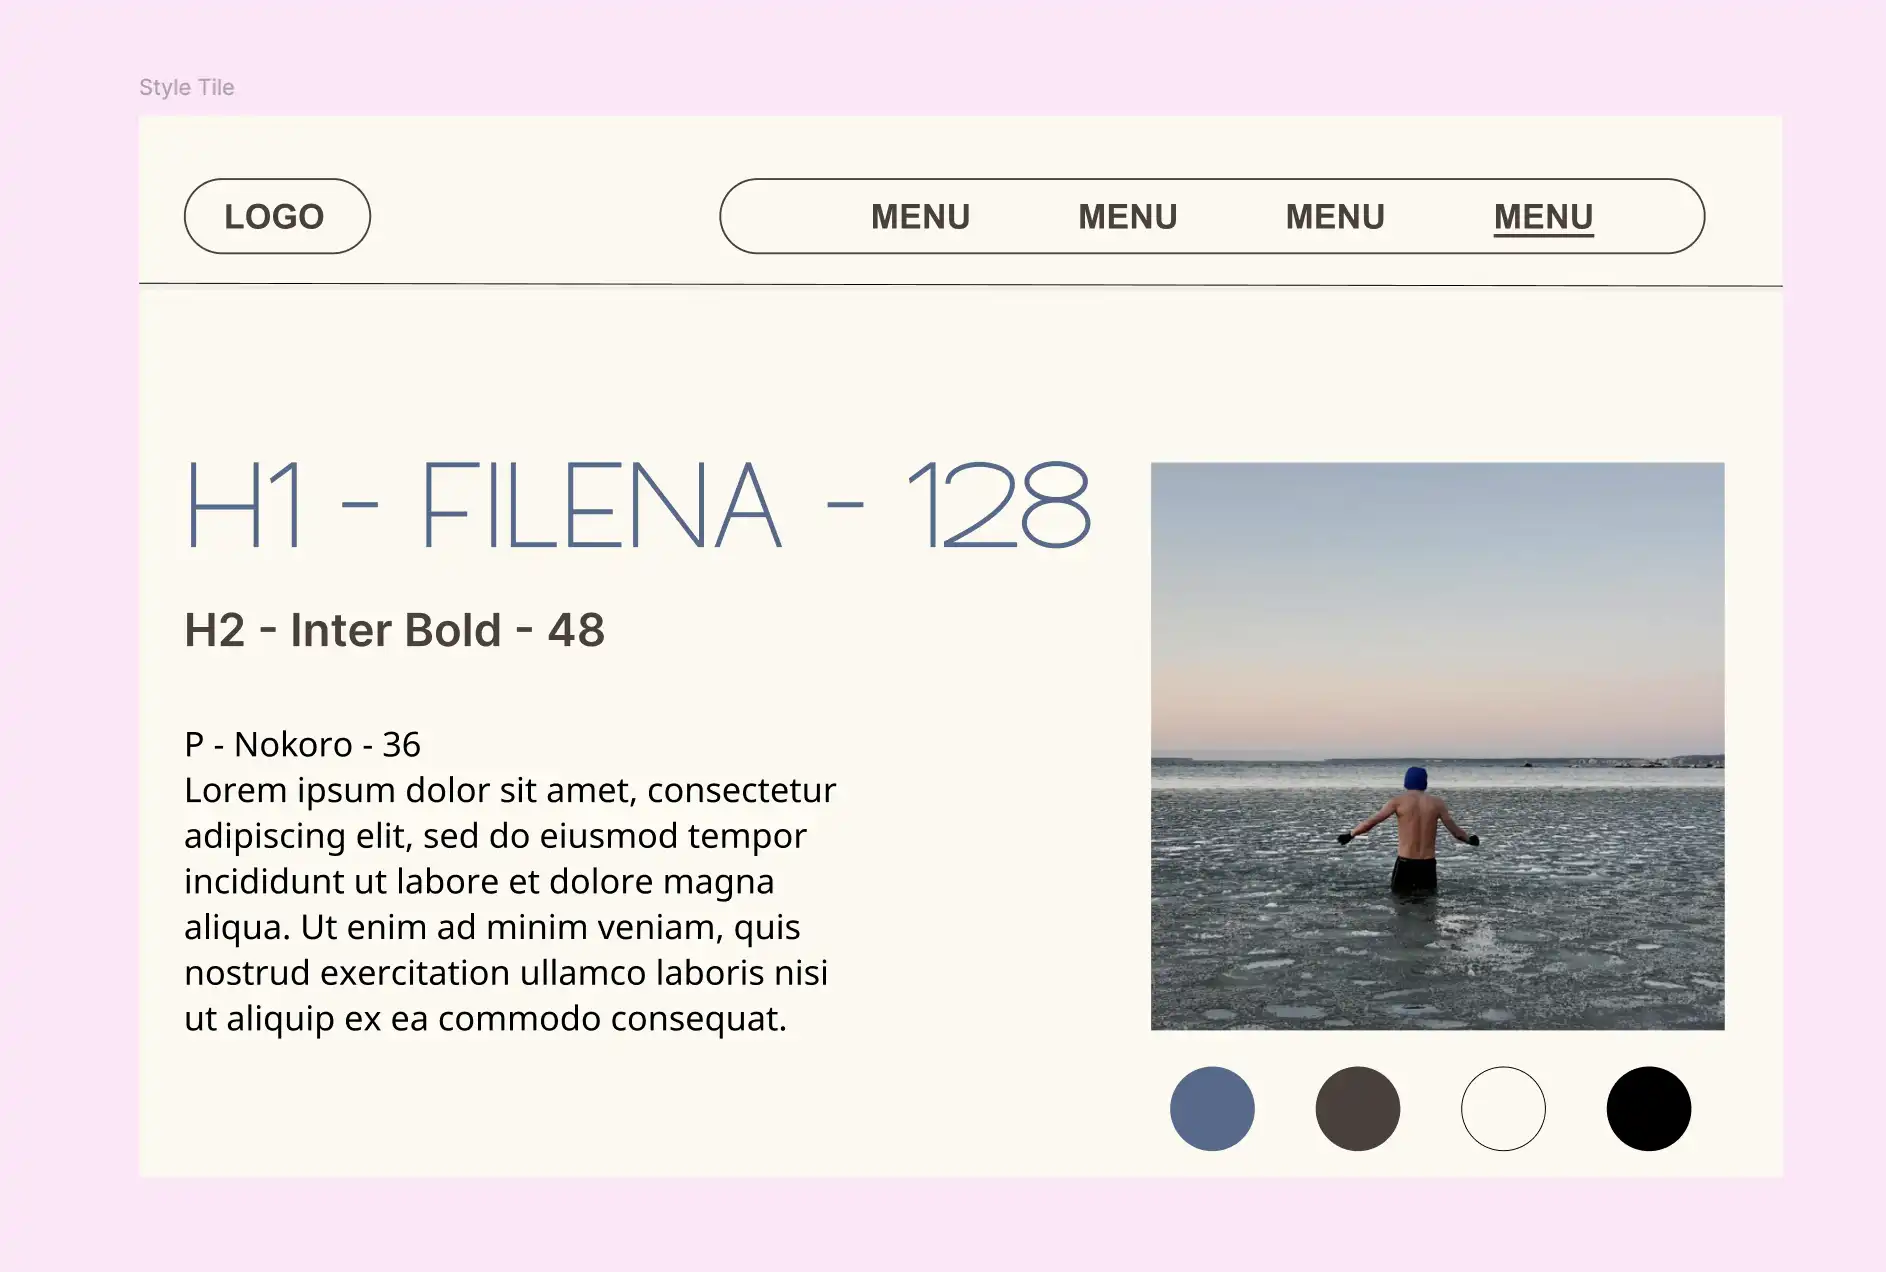 Style Tile
LOGO
MENU MENU MENU MENU
H1 - FILENA - 128
H2 - Inter Bold - 48
P - Nokoro - 36
Lorem ipsum dolor sit amet, consectetur
adipiscing elit, sed do eiusmod tempor
incididunt ut labore et dolore magna
aliqua. Ut enim ad minim veniam, quis
nostrud exercitation ullamco laboris nisi
ut aliquip ex ea commodo consequat.